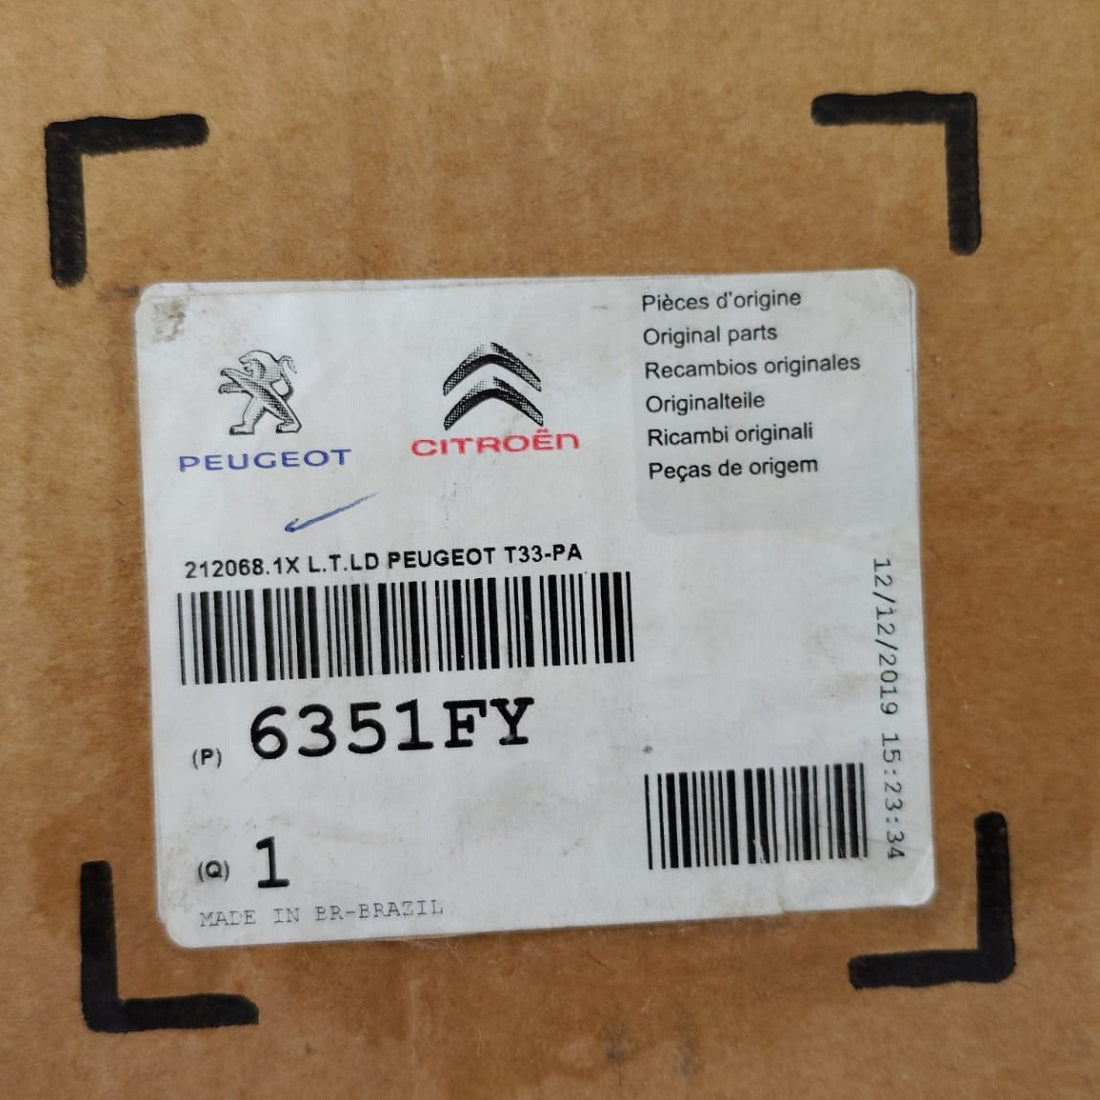 Pièces d'origine
Original parts
Recambios originales
Originalteile
Ricambi originali
Peças de origem
PEUGEOT
CITROËN
212068.1X L.T.LD PEUGEOT T33-PA
(P) 6351FY
(Q) 1
MADE IN BR-BRAZIL
12/12/2019 15:23:34